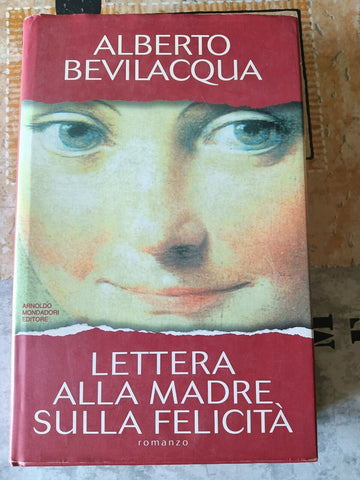 ALBERTO
BEVILACQUA
ARNOLDO
MONDADORI
EDITORE
LETTERA
ALLA MADRE
SULLA FELICITÀ
romanzo